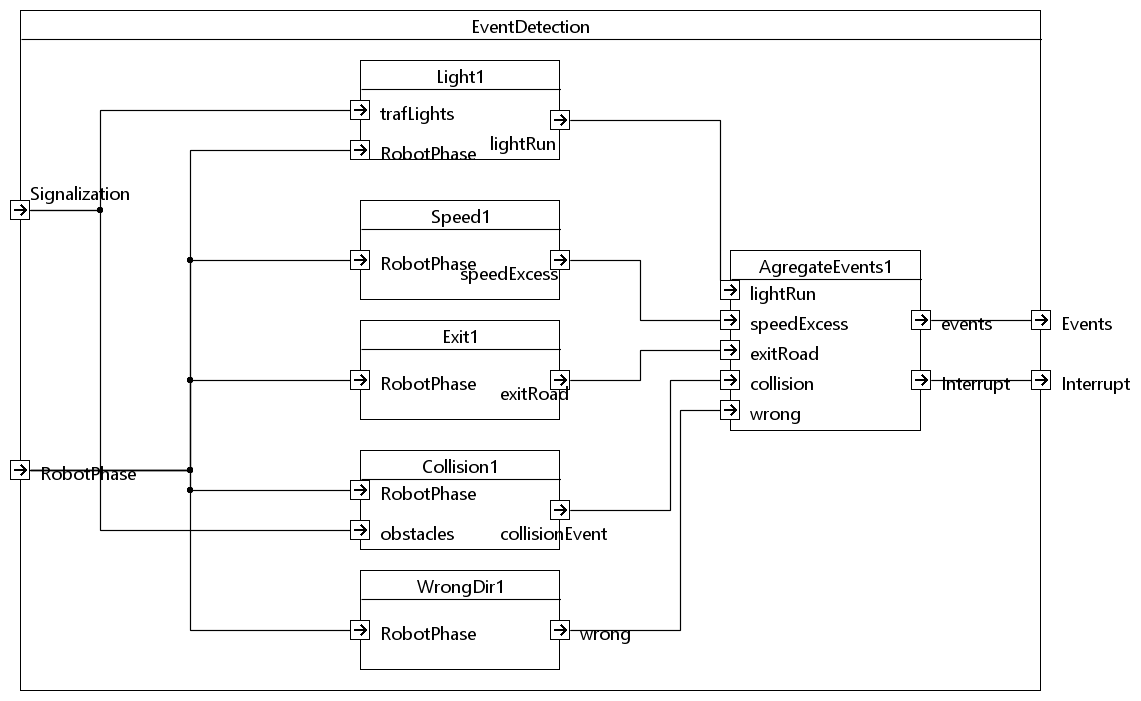 EventDetection
Light1
trafLights
lightRun
RobotPhase
Signalization
Speed1
RobotPhase
speedExcess
AgregateEvents1
lightRun
speedExcess
exitRoad
collision
wrong
events
Interrupt
Events
Interrupt
Exit1
RobotPhase
exitRoad
RobotPhase
Collision1
RobotPhase
obstacles
collisionEvent
WrongDir1
RobotPhase
wrong